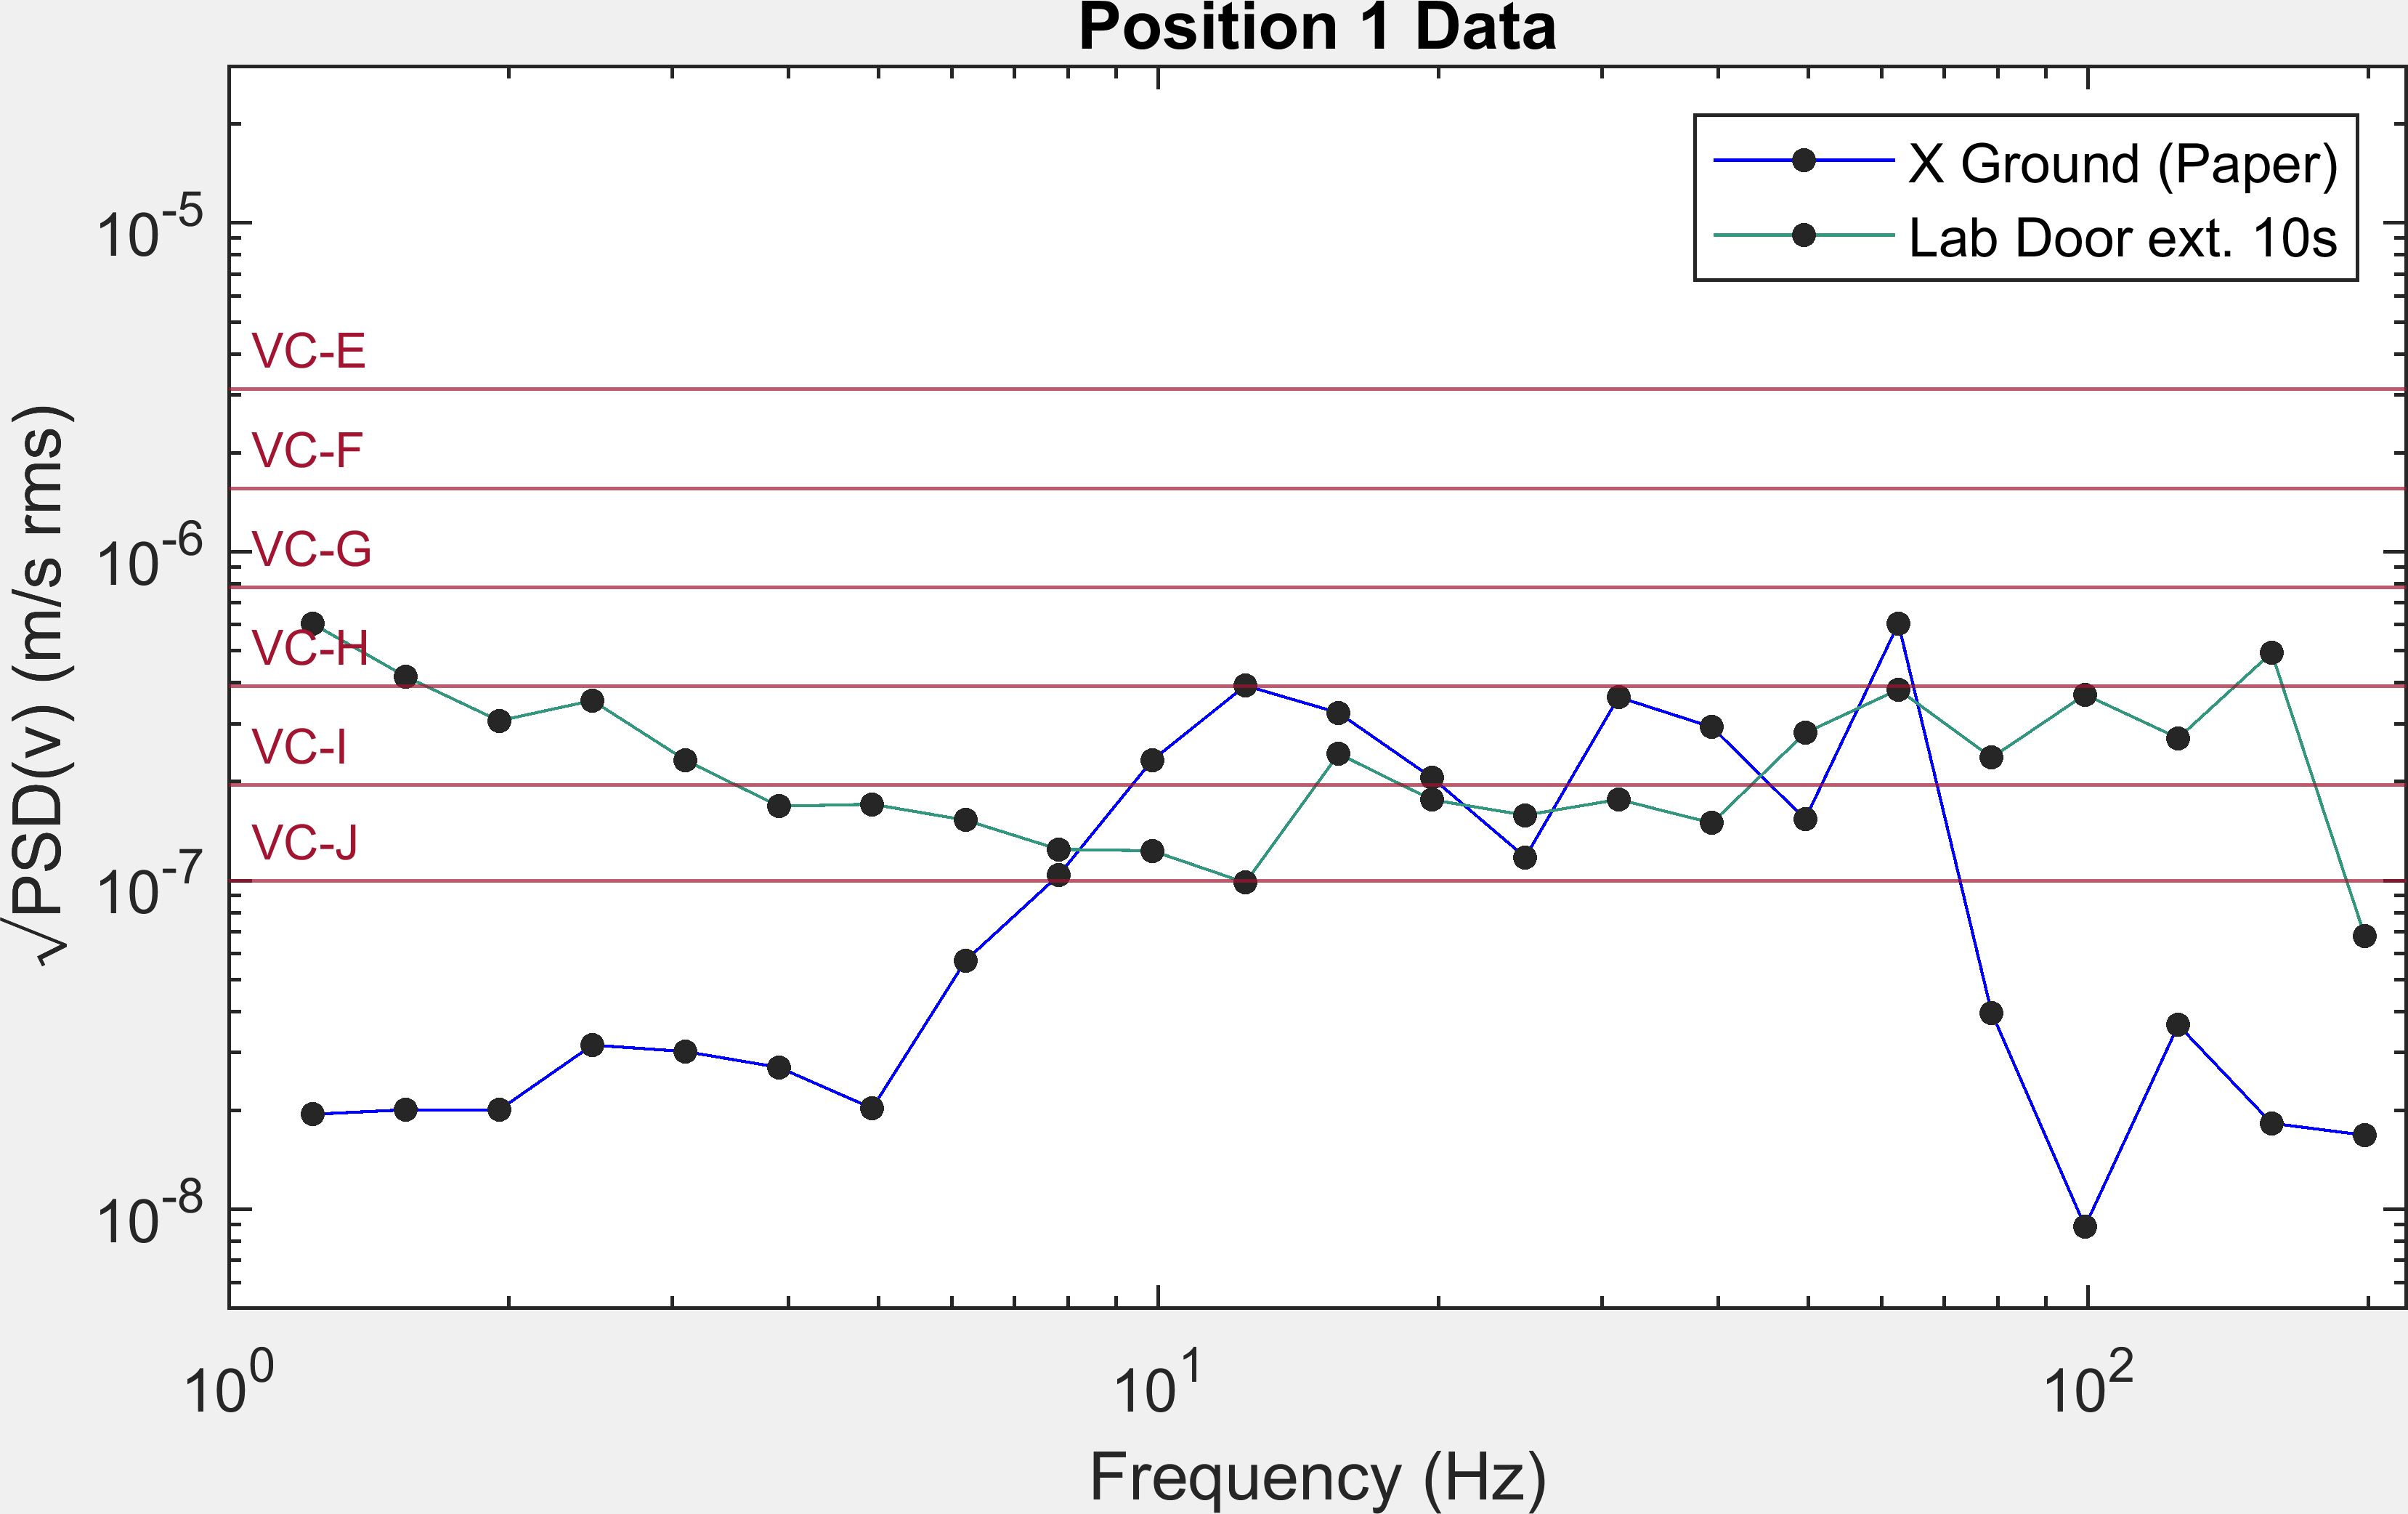 Position 1 Data
X Ground (Paper)
Lab Door ext. 10s
10^-5
VC-E
VC-F
10^-6
VC-G
VC-H
VC-I
10^-7
VC-J
10^-8
√PSD(v) (m/s rms)
10^0 10^1 10^2
Frequency (Hz)